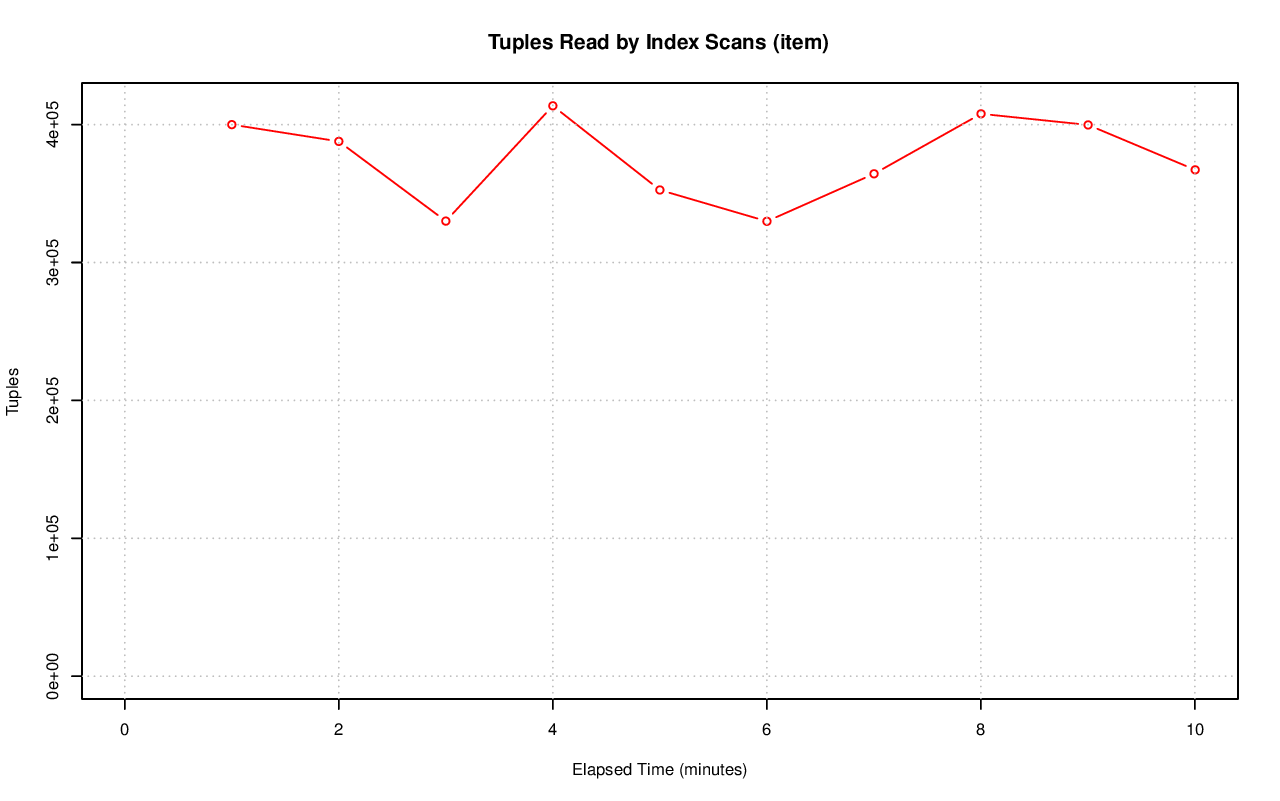 Tuples Read by Index Scans (item)
Tuples
4e+05
3e+05
2e+05
1e+05
0e+00
0 2 4 6 8 10
Elapsed Time (minutes)